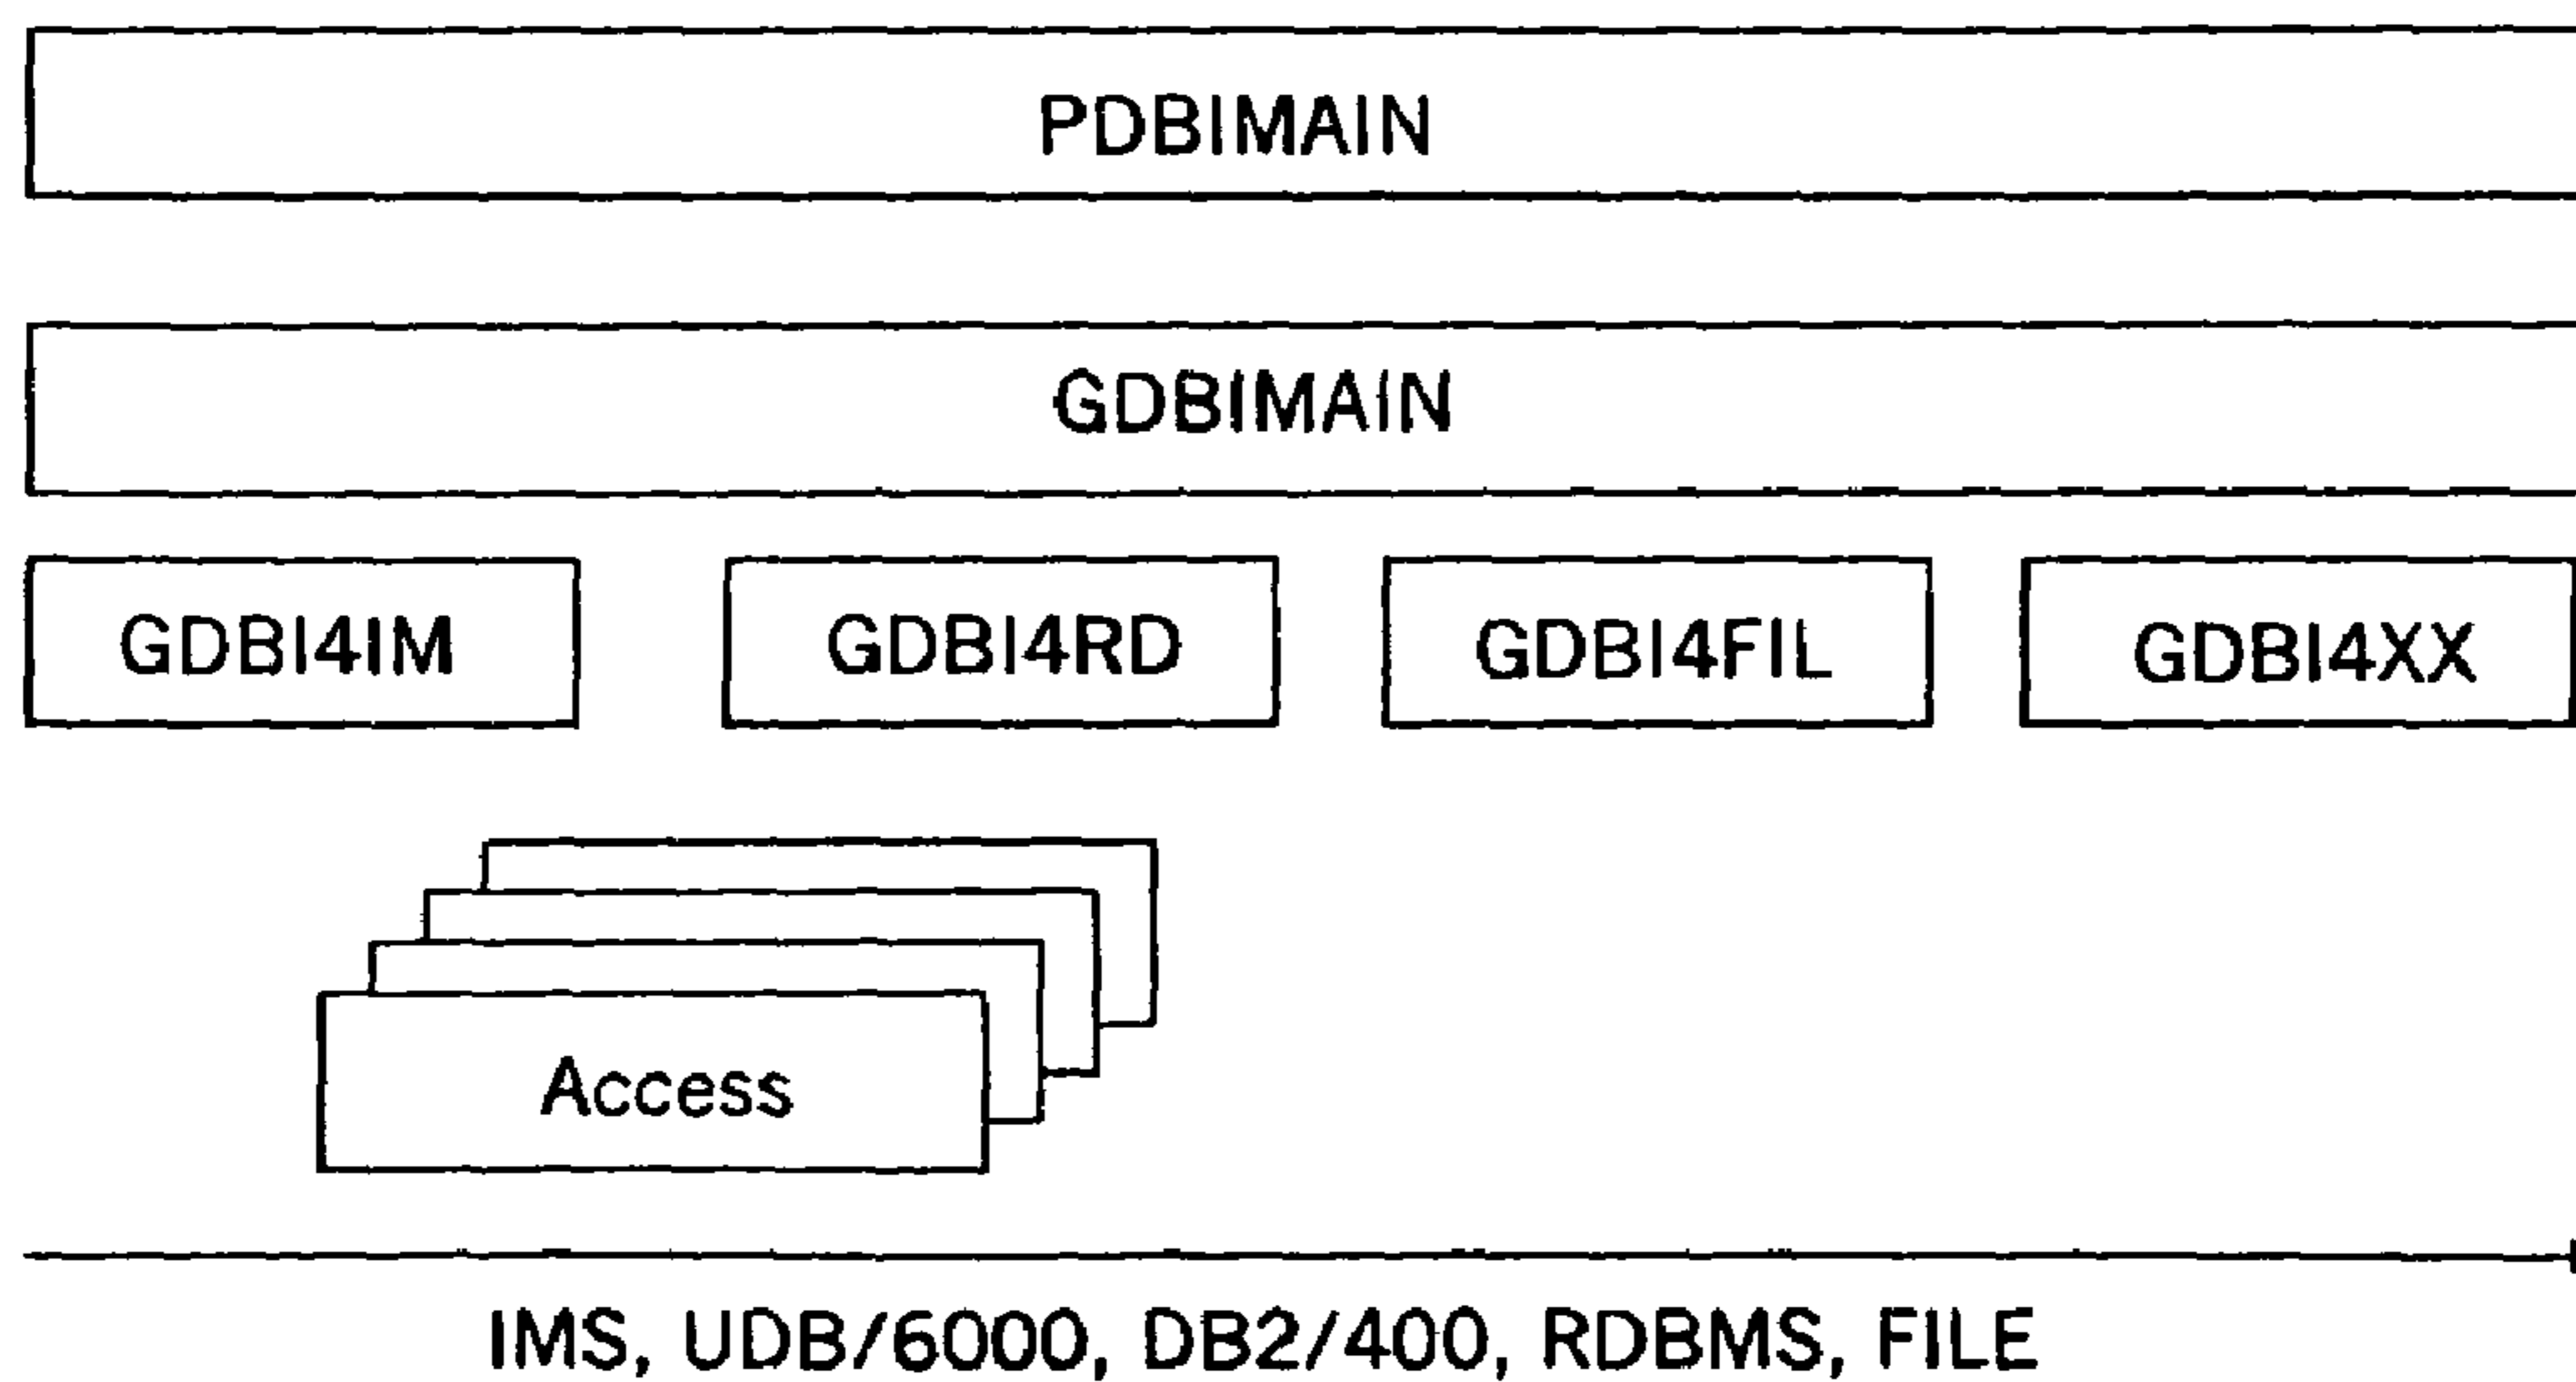 PDBIMAIN
GDBIMAIN
GDBI4IM GDBI4RD GDBI4FIL GDBI4XX
Access
IMS, UDB/6000, DB2/400, RDBMS, FILE